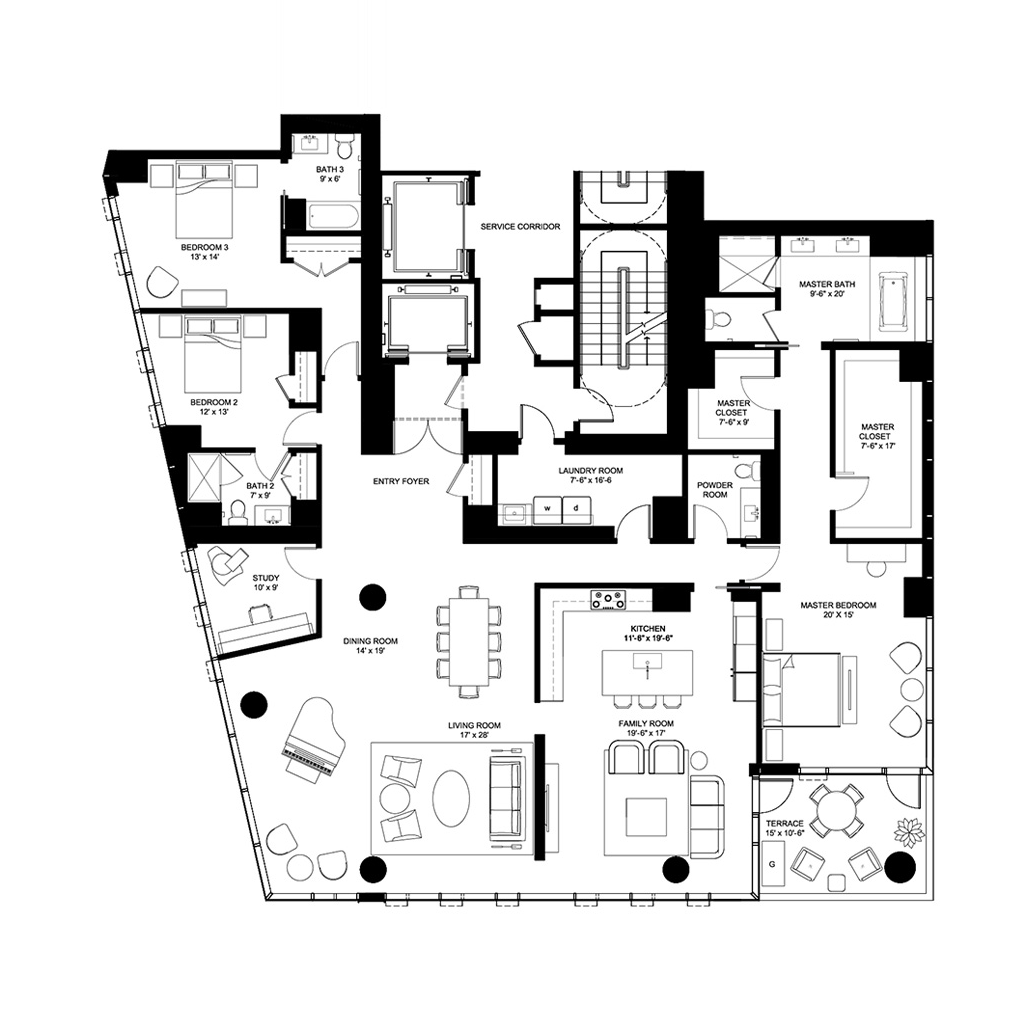 BATH 3
9' x 6'
SERVICE CORRIDOR
BEDROOM 3
13' x 14'
MASTER BATH
9'-6" x 20'
BEDROOM 2
12' x 13'
MASTER
CLOSET
7'-6" x 9'
MASTER
CLOSET
7'-6" x 17'
ENTRY FOYER
LAUNDRY ROOM
7'-6" x 16'-6
BATH 2
7' x 9'
POWDER
ROOM
w
d
STUDY
10' x 9'
MASTER BEDROOM
20' X 15'
KITCHEN
11'-6" x 19'-6"
DINING ROOM
14' x 19'
LIVING ROOM
17' x 28'
FAMILY ROOM
19'-6" x 17'
TERRACE
15' x 10'-6"
G